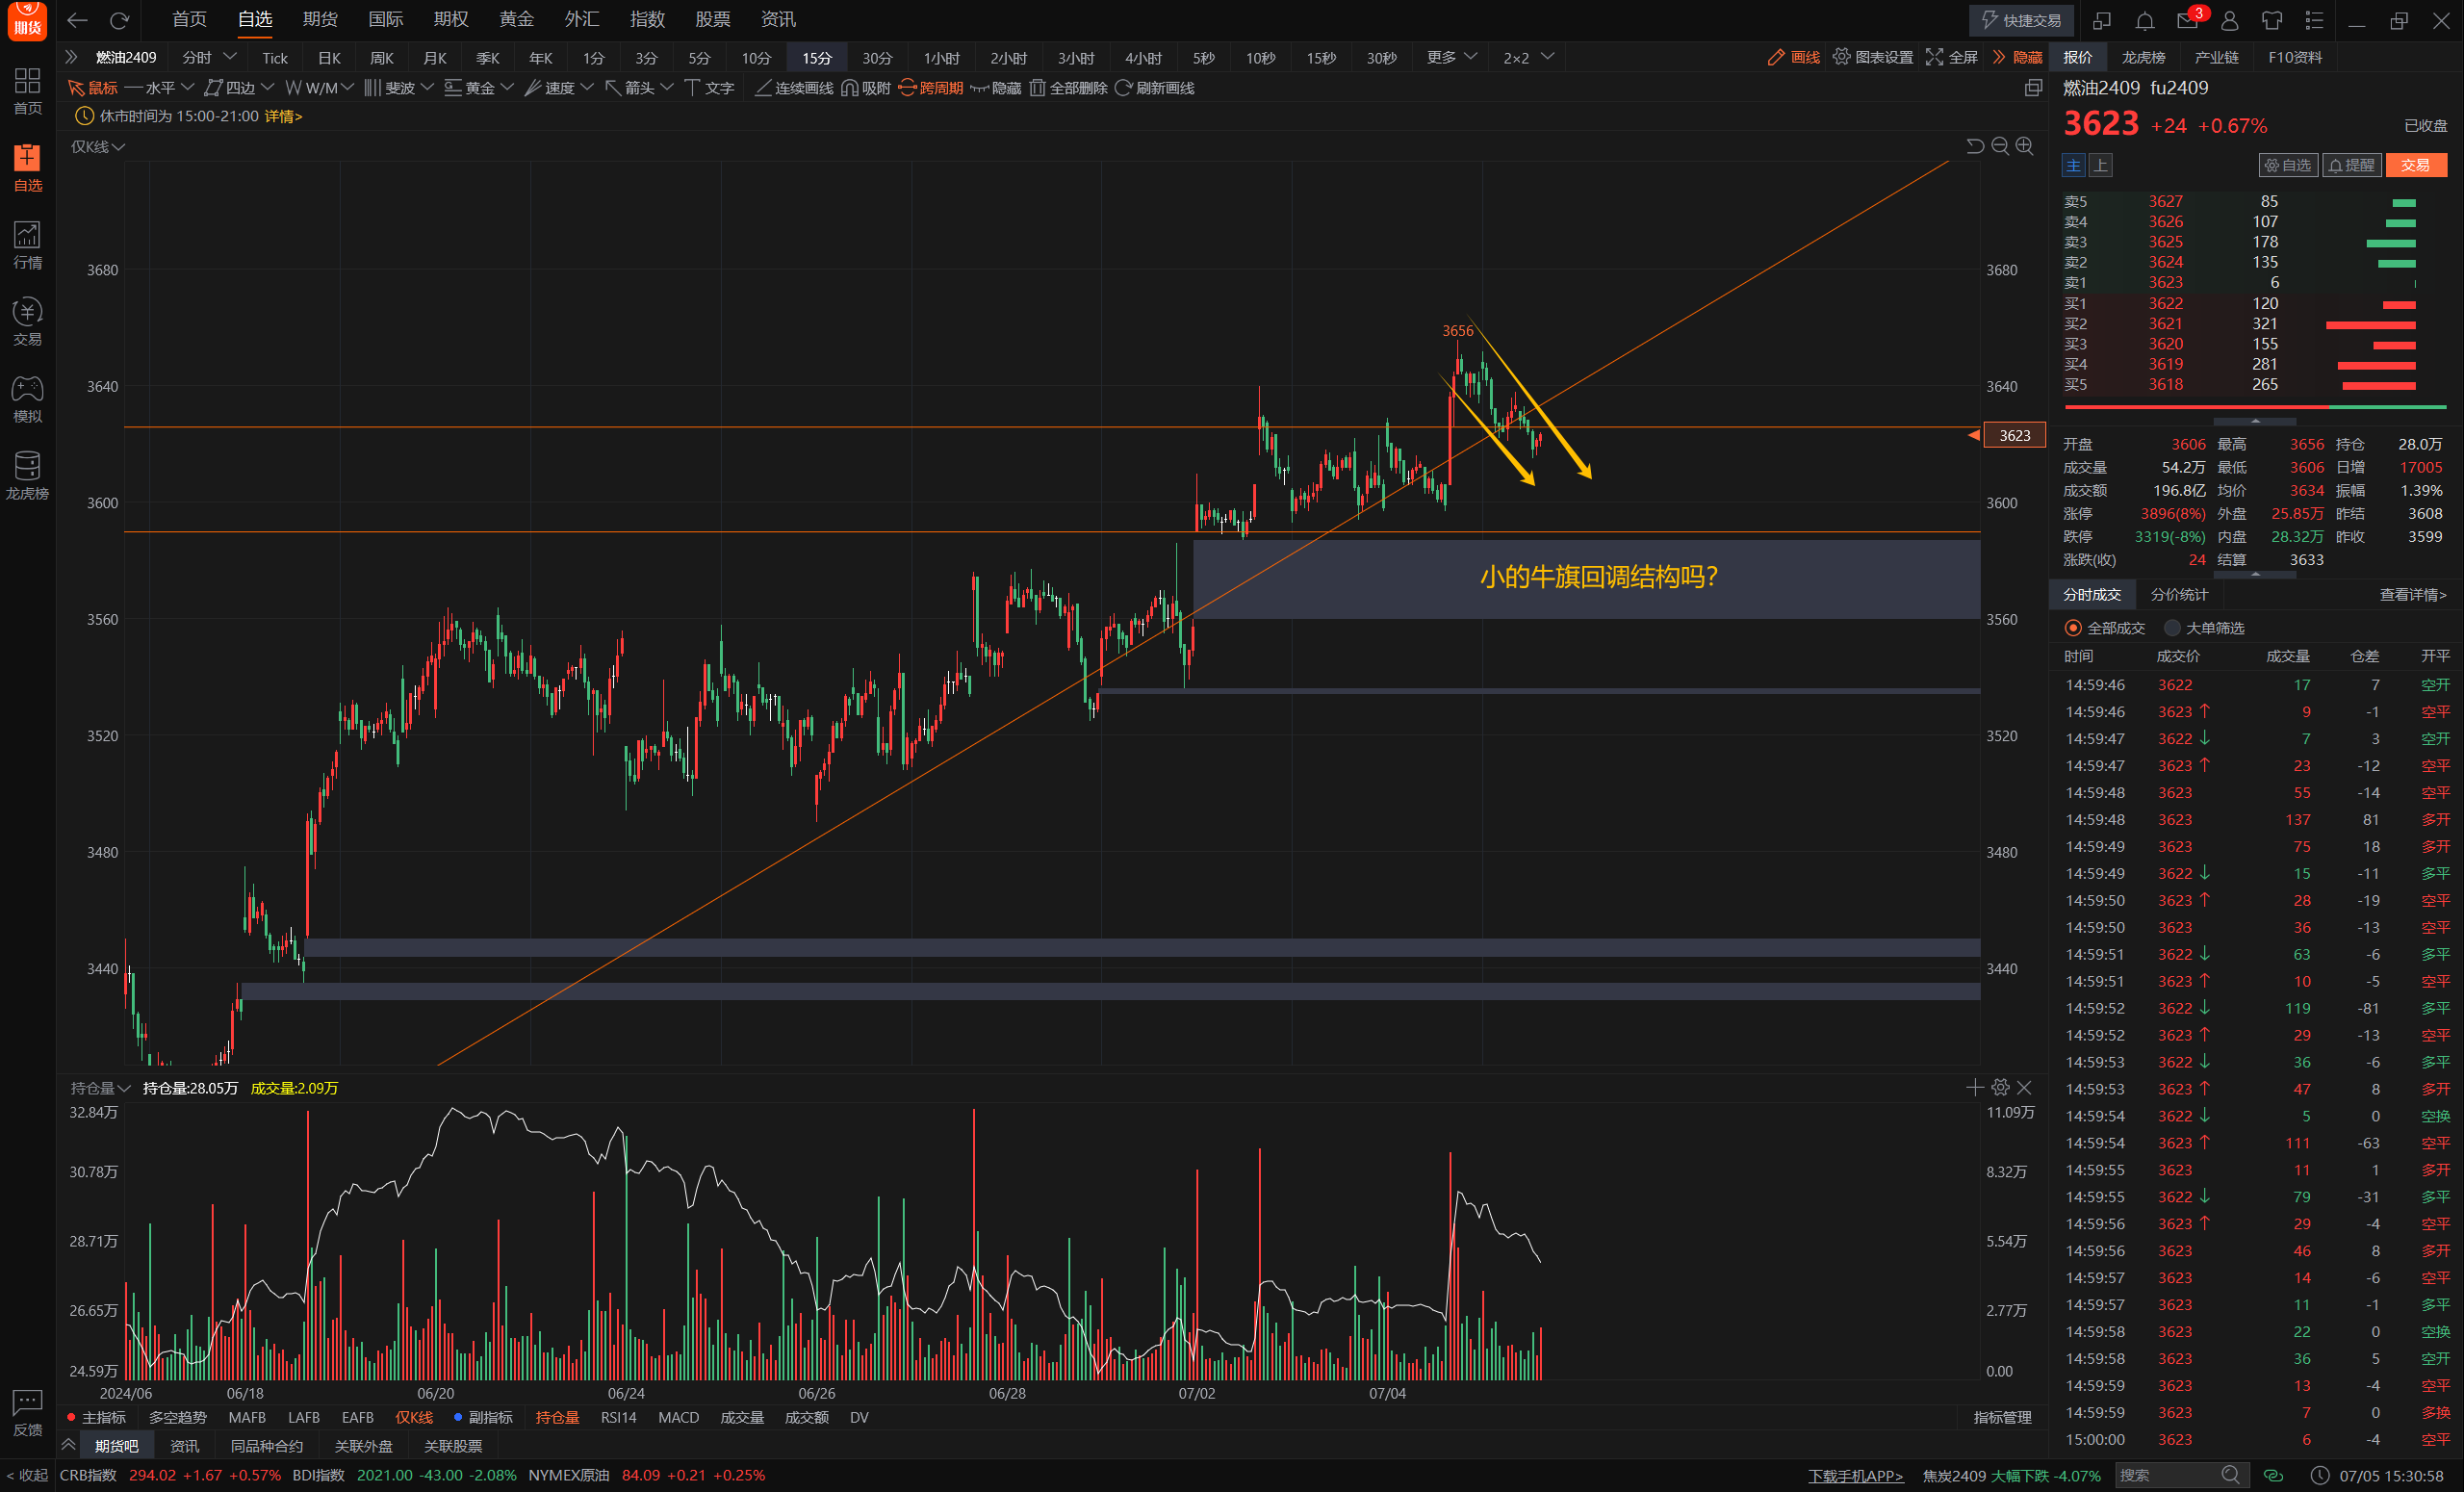 期货 首页 自选 期货 国际 期权 黄金 外汇 指数 股票 资讯 快捷交易 3
燃油2409 分时 Tick 日K 周K 月K 季K 年K 1分 3分 5分 10分 15分 30分 1小时 2小时 3小时 4小时 5秒 10秒 15秒 30秒 更多 2×2 画线 图表设置 全屏 隐藏
鼠标 水平 四边 W/M 斐波 黄金 速度 箭头 文字 连续画线 吸附 跨周期 隐藏 全部删除 刷新画线
休市时间为 15:00-21:00 详情>
仅K线
首页
自选
行情
交易
模拟
龙虎榜
反馈
3680 3680
3656
3640 3640
3623
3600 3600
小的牛旗回调结构吗？
3560 3560
3520 3520
3480 3480
3440 3440
持仓量 持仓量:28.05万 成交量:2.09万
32.84万 11.09万
30.78万 8.32万
28.71万 5.54万
26.65万 2.77万
24.59万 0.00
2024/06 06/18 06/20 06/24 06/26 06/28 07/02 07/04
主指标 多空趋势 MAFB LAFB EAFB 仅K线 副指标 持仓量 RSI14 MACD 成交量 成交额 DV 指标管理
期货吧 资讯 同品种合约 关联外盘 关联股票
报价 龙虎榜 产业链 F10资料
燃油2409 fu2409
3623 +24 +0.67% 已收盘
主 上 自选 提醒 交易
卖5 3627 85
卖4 3626 107
卖3 3625 178
卖2 3624 135
卖1 3623 6
买1 3622 120
买2 3621 321
买3 3620 155
买4 3619 281
买5 3618 265
开盘 3606 最高 3656 持仓 28.0万
成交量 54.2万 最低 3606 日增 17005
成交额 196.8亿 均价 3634 振幅 1.39%
涨停 3896(8%) 外盘 25.85万 昨结 3608
跌停 3319(-8%) 内盘 28.32万 昨收 3599
涨跌(收) 24 结算 3633
分时成交 分价统计 查看详情>
全部成交 大单筛选
时间 成交价 成交量 仓差 开平
14:59:46 3622 17 7 空开
14:59:46 3623 ↑ 9 -1 空平
14:59:47 3622 ↓ 7 3 空开
14:59:47 3623 ↑ 23 -12 空平
14:59:48 3623 55 -14 空平
14:59:48 3623 137 81 多开
14:59:49 3623 75 18 多开
14:59:49 3622 ↓ 15 -11 多平
14:59:50 3623 ↑ 28 -19 空平
14:59:50 3623 36 -13 空平
14:59:51 3622 ↓ 63 -6 多平
14:59:51 3623 ↑ 10 -5 空平
14:59:52 3622 ↓ 119 -81 多平
14:59:52 3623 ↑ 29 -13 空平
14:59:53 3622 ↓ 36 -6 多平
14:59:53 3623 ↑ 47 8 多开
14:59:54 3622 ↓ 5 0 空换
14:59:54 3623 ↑ 111 -63 空平
14:59:55 3623 11 1 多开
14:59:55 3622 ↓ 79 -31 多平
14:59:56 3623 ↑ 29 -4 空平
14:59:56 3623 46 8 多开
14:59:57 3623 14 -6 空平
14:59:57 3623 11 -1 多平
14:59:58 3623 22 0 空换
14:59:58 3623 36 5 空开
14:59:59 3623 13 -4 空平
14:59:59 3623 7 0 多换
15:00:00 3623 6 -4 空平
< 收起 CRB指数 294.02 +1.67 +0.57% BDI指数 2021.00 -43.00 -2.08% NYMEX原油 84.09 +0.21 +0.25% 下载手机APP> 焦炭2409 大幅下跌 -4.07% 搜索 07/05 15:30:58